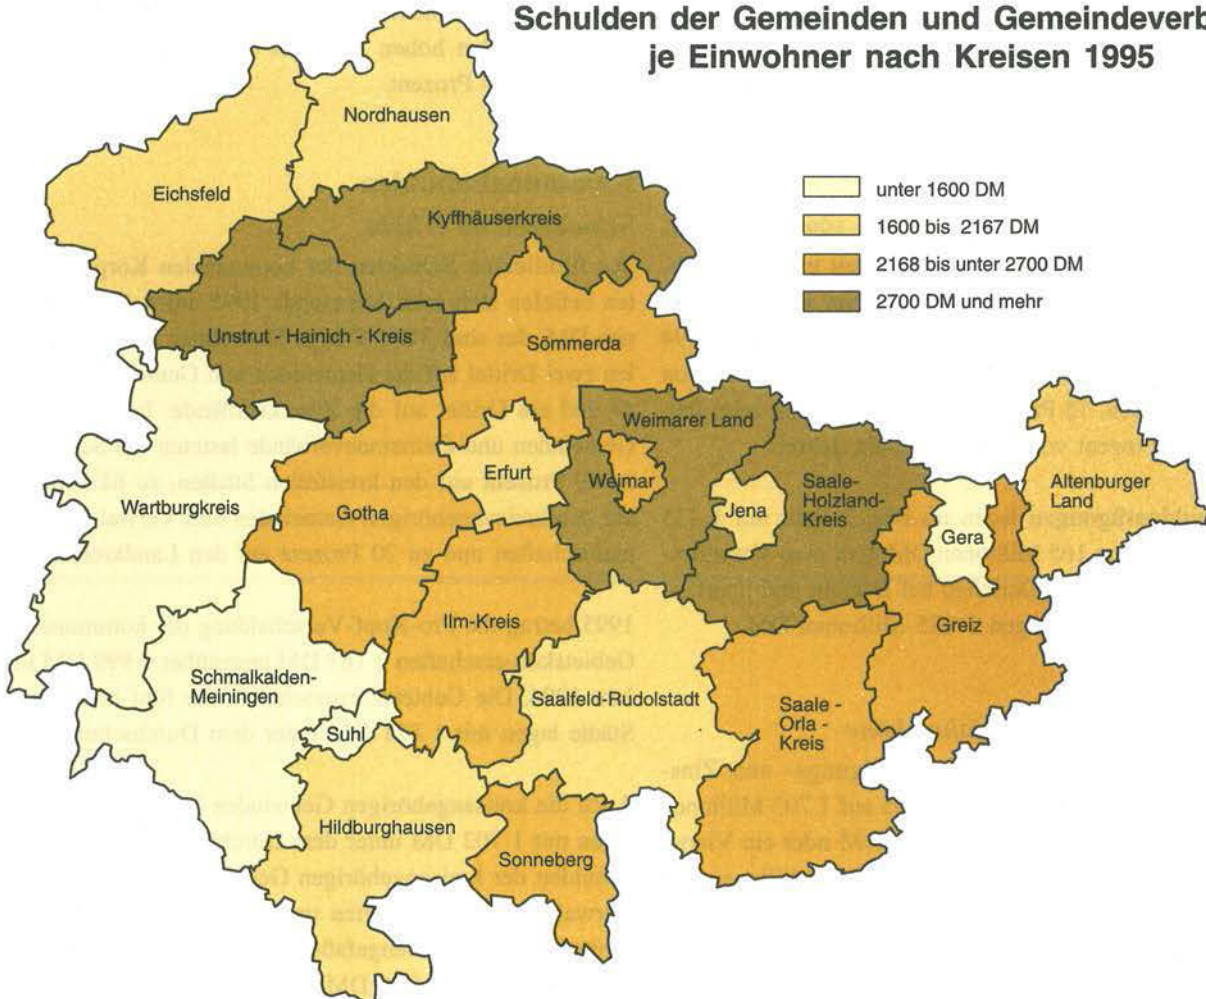 Schulden der Gemeinden und Gemeindeverb
je Einwohner nach Kreisen 1995
unter 1600 DM
1600 bis 2167 DM
2168 bis unter 2700 DM
2700 DM und mehr
Nordhausen
Eichsfeld
Kyffhäuserkreis
Unstrut - Hainich - Kreis
Sömmerda
Weimarer Land
Erfurt
Weimar
Saale-
Holzland-
Kreis
Altenburger
Land
Wartburgkreis
Gotha
Jena
Gera
Ilm-Kreis
Greiz
Schmalkalden-
Meiningen
Saalfeld-Rudolstadt
Saale -
Orla -
Kreis
Suhl
Hildburghausen
Sonneberg